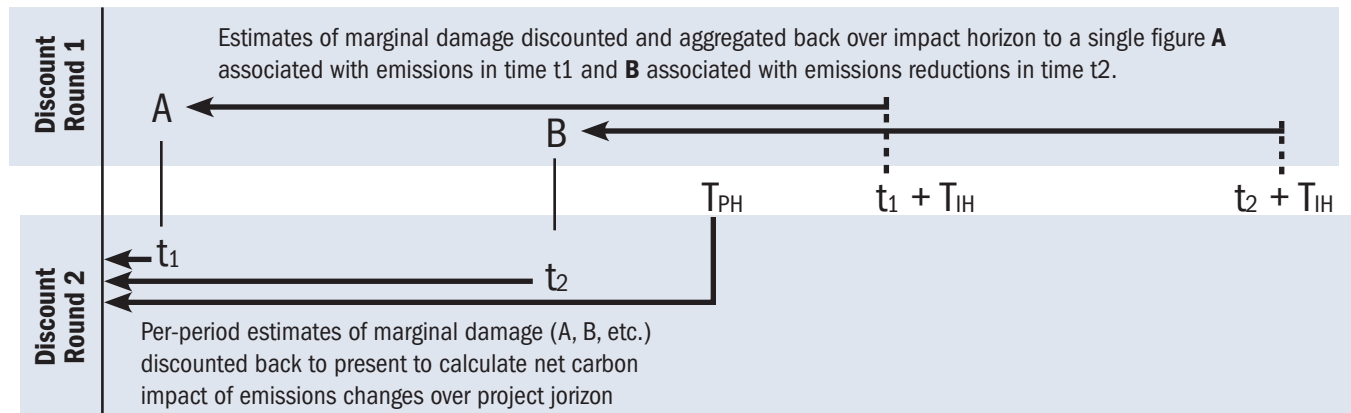 Discount
Round 1
Estimates of marginal damage discounted and aggregated back over impact horizon to a single figure A
associated with emissions in time t1 and B associated with emissions reductions in time t2.
A
B
TPH
t1 + TIH
t2 + TIH
Discount
Round 2
t1
t2
Per-period estimates of marginal damage (A, B, etc.)
discounted back to present to calculate net carbon
impact of emissions changes over project jorizon